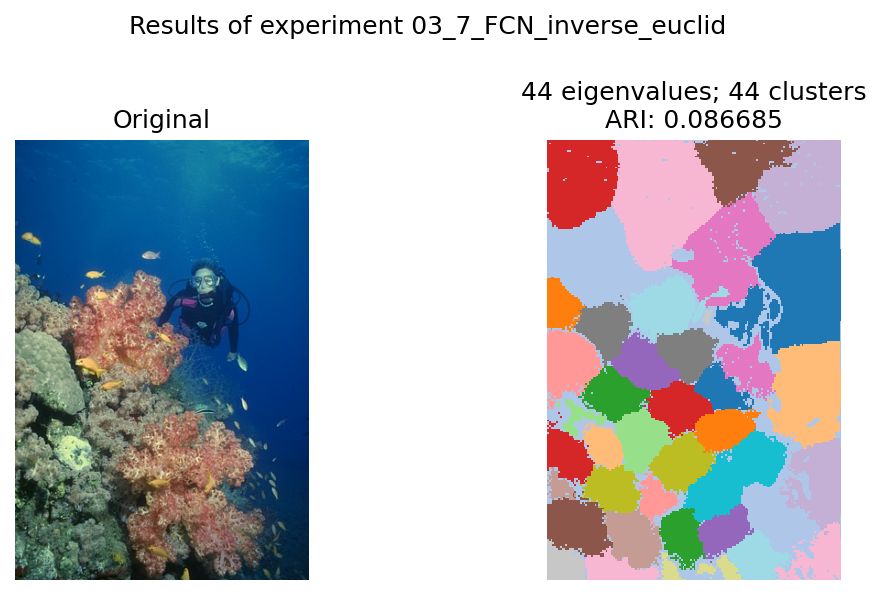 Results of experiment 03_7_FCN_inverse_euclid
Original
44 eigenvalues; 44 clusters
ARI: 0.086685